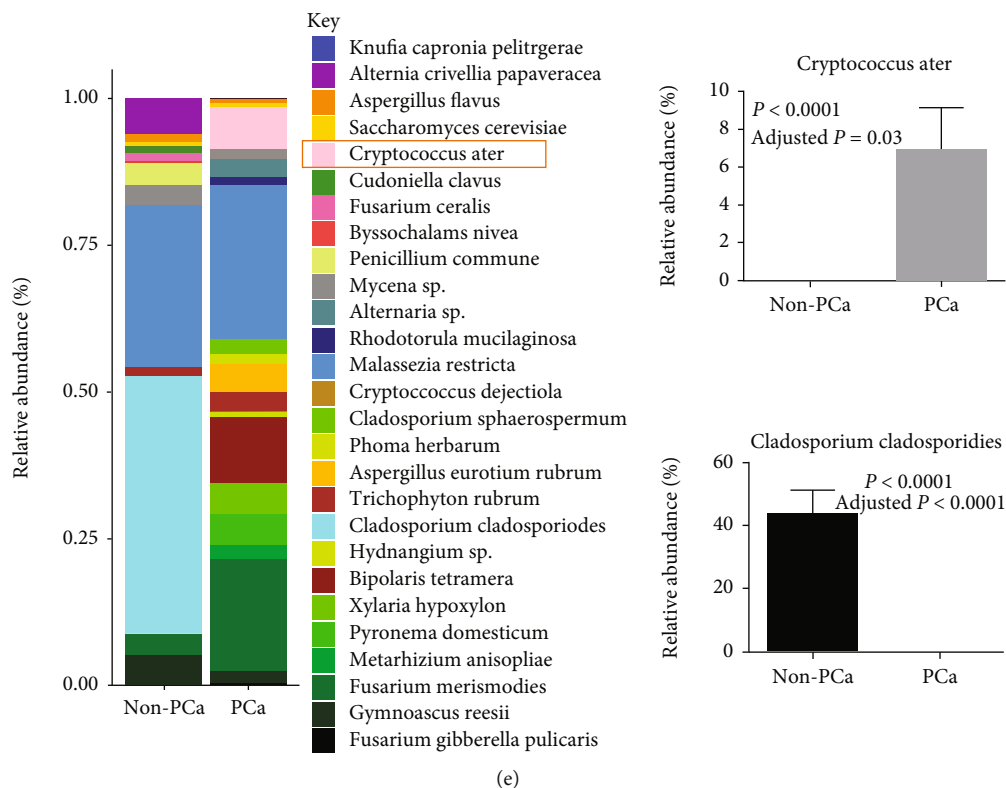 Key
Knufia capronia pelitrgerae
Alternia crivellia papaveracea
Aspergillus flavus
Saccharomyces cerevisiae
Cryptococcus ater
Cudoniella clavus
Fusarium ceralis
Byssochalams nivea
Penicillium commune
Mycena sp.
Alternaria sp.
Rhodotorula mucilaginosa
Malassezia restricta
Cryptoccoccus dejectiola
Cladosporium sphaerospermum
Phoma herbarum
Aspergillus eurotium rubrum
Trichophyton rubrum
Cladosporium cladosporiodes
Hydnangium sp.
Bipolaris tetramera
Xylaria hypoxylon
Pyronema domesticum
Metarhizium anisopliae
Fusarium merismodies
Gymnoascus reesii
Fusarium gibberella pulicaris
Relative abundance (%)
1.00
0.75
0.50
0.25
0.00
Non-PCa PCa
Cryptococcus ater
Relative abundance (%)
10
8
6
4
2
0
P < 0.0001
Adjusted P = 0.03
Non-PCa PCa
Cladosporium cladosporidies
Relative abundance (%)
60
40
20
0
P < 0.0001
Adjusted P < 0.0001
Non-PCa PCa
(e)